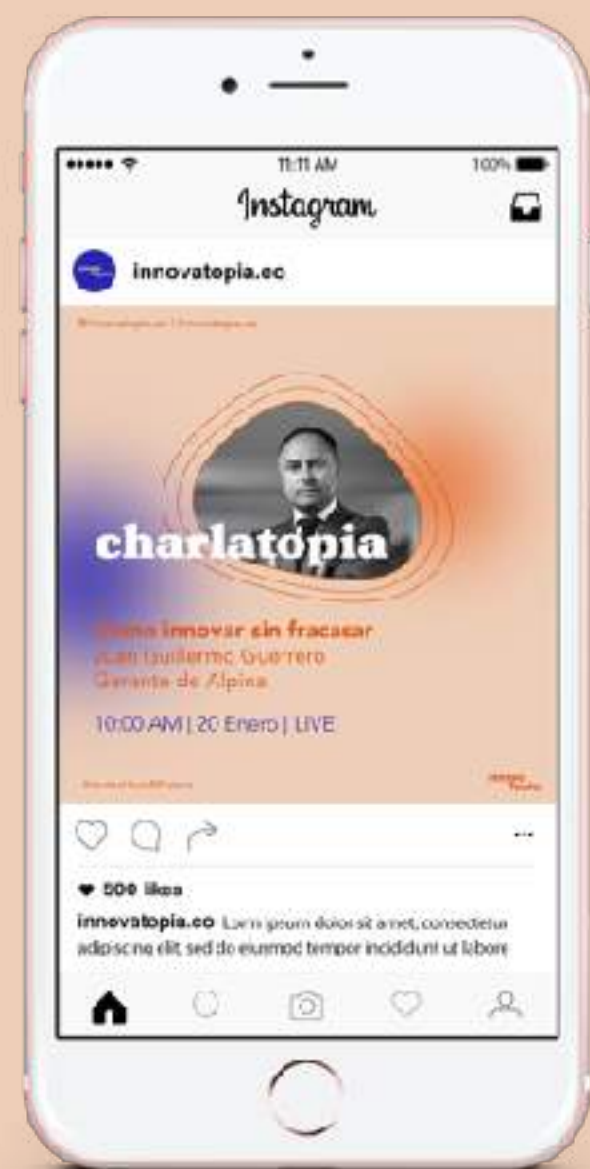 11:11 AM 100%
Instagram
innovatopia.ec
charlatopia
innovar sin fracasar
Juan Guillermo Guerrero
Gerente de Alpina
10:00 AM | 20 Enero | LIVE
500 likes
innovatopia.co Lorem ipsum dolor sit amet, consectetur
adipiscing elit, sed do eiusmod tempor incididunt ut labore